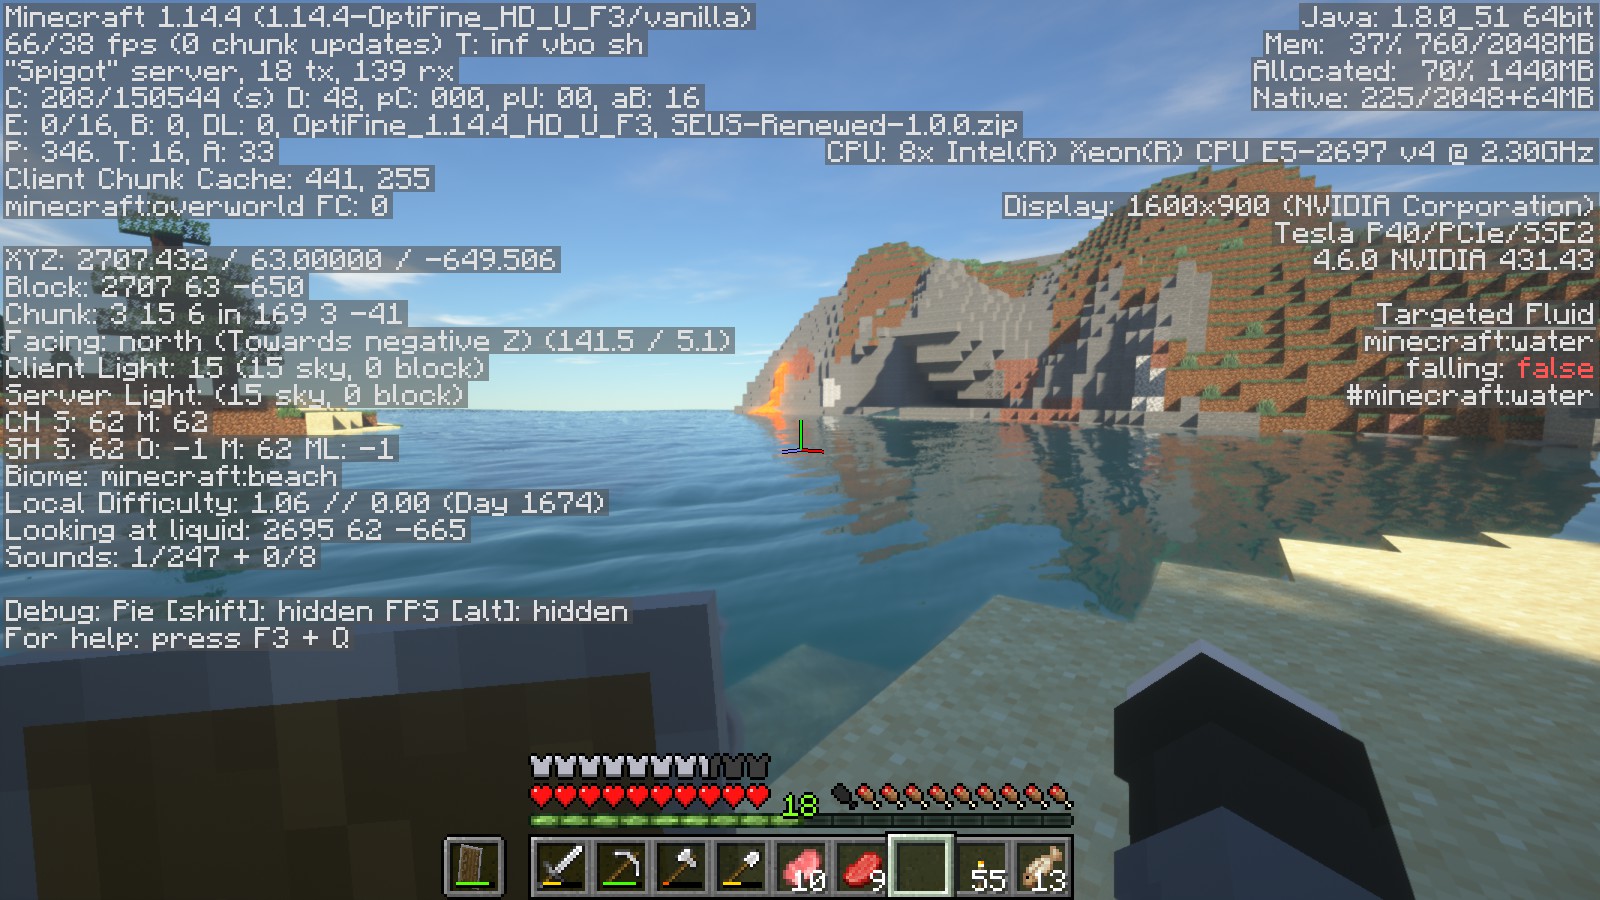 Minecraft 1.14.4 (1.14.4-OptiFine_HD_U_F3/vanilla)
66/38 fps (0 chunk updates) T: inf vbo sh
"Spigot" server, 18 tx, 139 rx
C: 208/150544 (s) D: 48, pC: 000, pU: 00, aB: 16
E: 0/16, B: 0, DL: 0, OptiFine_1.14.4_HD_U_F3, SEUS-Renewed-1.0.0.zip
P: 346. T: 16, A: 33
Client Chunk Cache: 441, 255
minecraft:overworld FC: 0
XYZ: 2707.432 / 63.00000 / -649.506
Block: 2707 63 -650
Chunk: 3 15 6 in 169 3 -41
Facing: north (Towards negative Z) (141.5 / 5.1)
Client Light: 15 (15 sky, 0 block)
Server Light: (15 sky, 0 block)
CH S: 62 M: 62
SH S: 62 O: -1 M: 62 ML: -1
Biome: minecraft:beach
Local Difficulty: 1.06 // 0.00 (Day 1674)
Looking at liquid: 2695 62 -665
Sounds: 1/247 + 0/8
Debug: Pie [shift]: hidden FPS [alt]: hidden
For help: press F3 + Q
Java: 1.8.0_51 64bit
Mem: 37% 760/2048MB
Allocated: 70% 1440MB
Native: 225/2048+64MB
CPU: 8x Intel(R) Xeon(R) CPU E5-2697 v4 @ 2.30GHz
Display: 1600x900 (NVIDIA Corporation)
Tesla P40/PCIe/SSE2
4.6.0 NVIDIA 431.43
Targeted Fluid
minecraft:water
falling: false
#minecraft:water
18
10
9
55
13